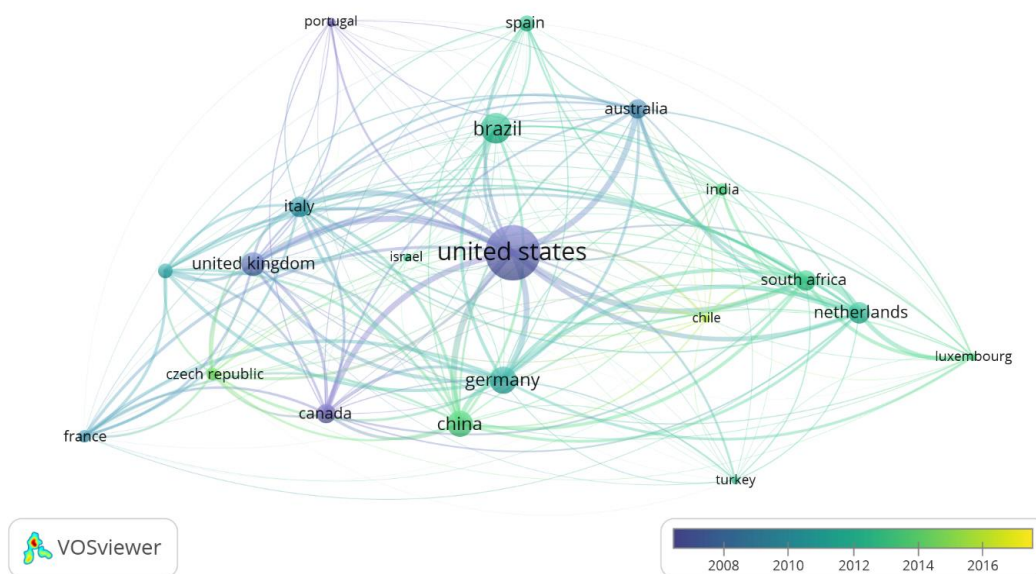 portugal
spain
australia
brazil
india
italy
israel
united states
united kingdom
south africa
netherlands
chile
luxembourg
czech republic
germany
canada
china
france
turkey
VOSviewer
2008 2010 2012 2014 2016